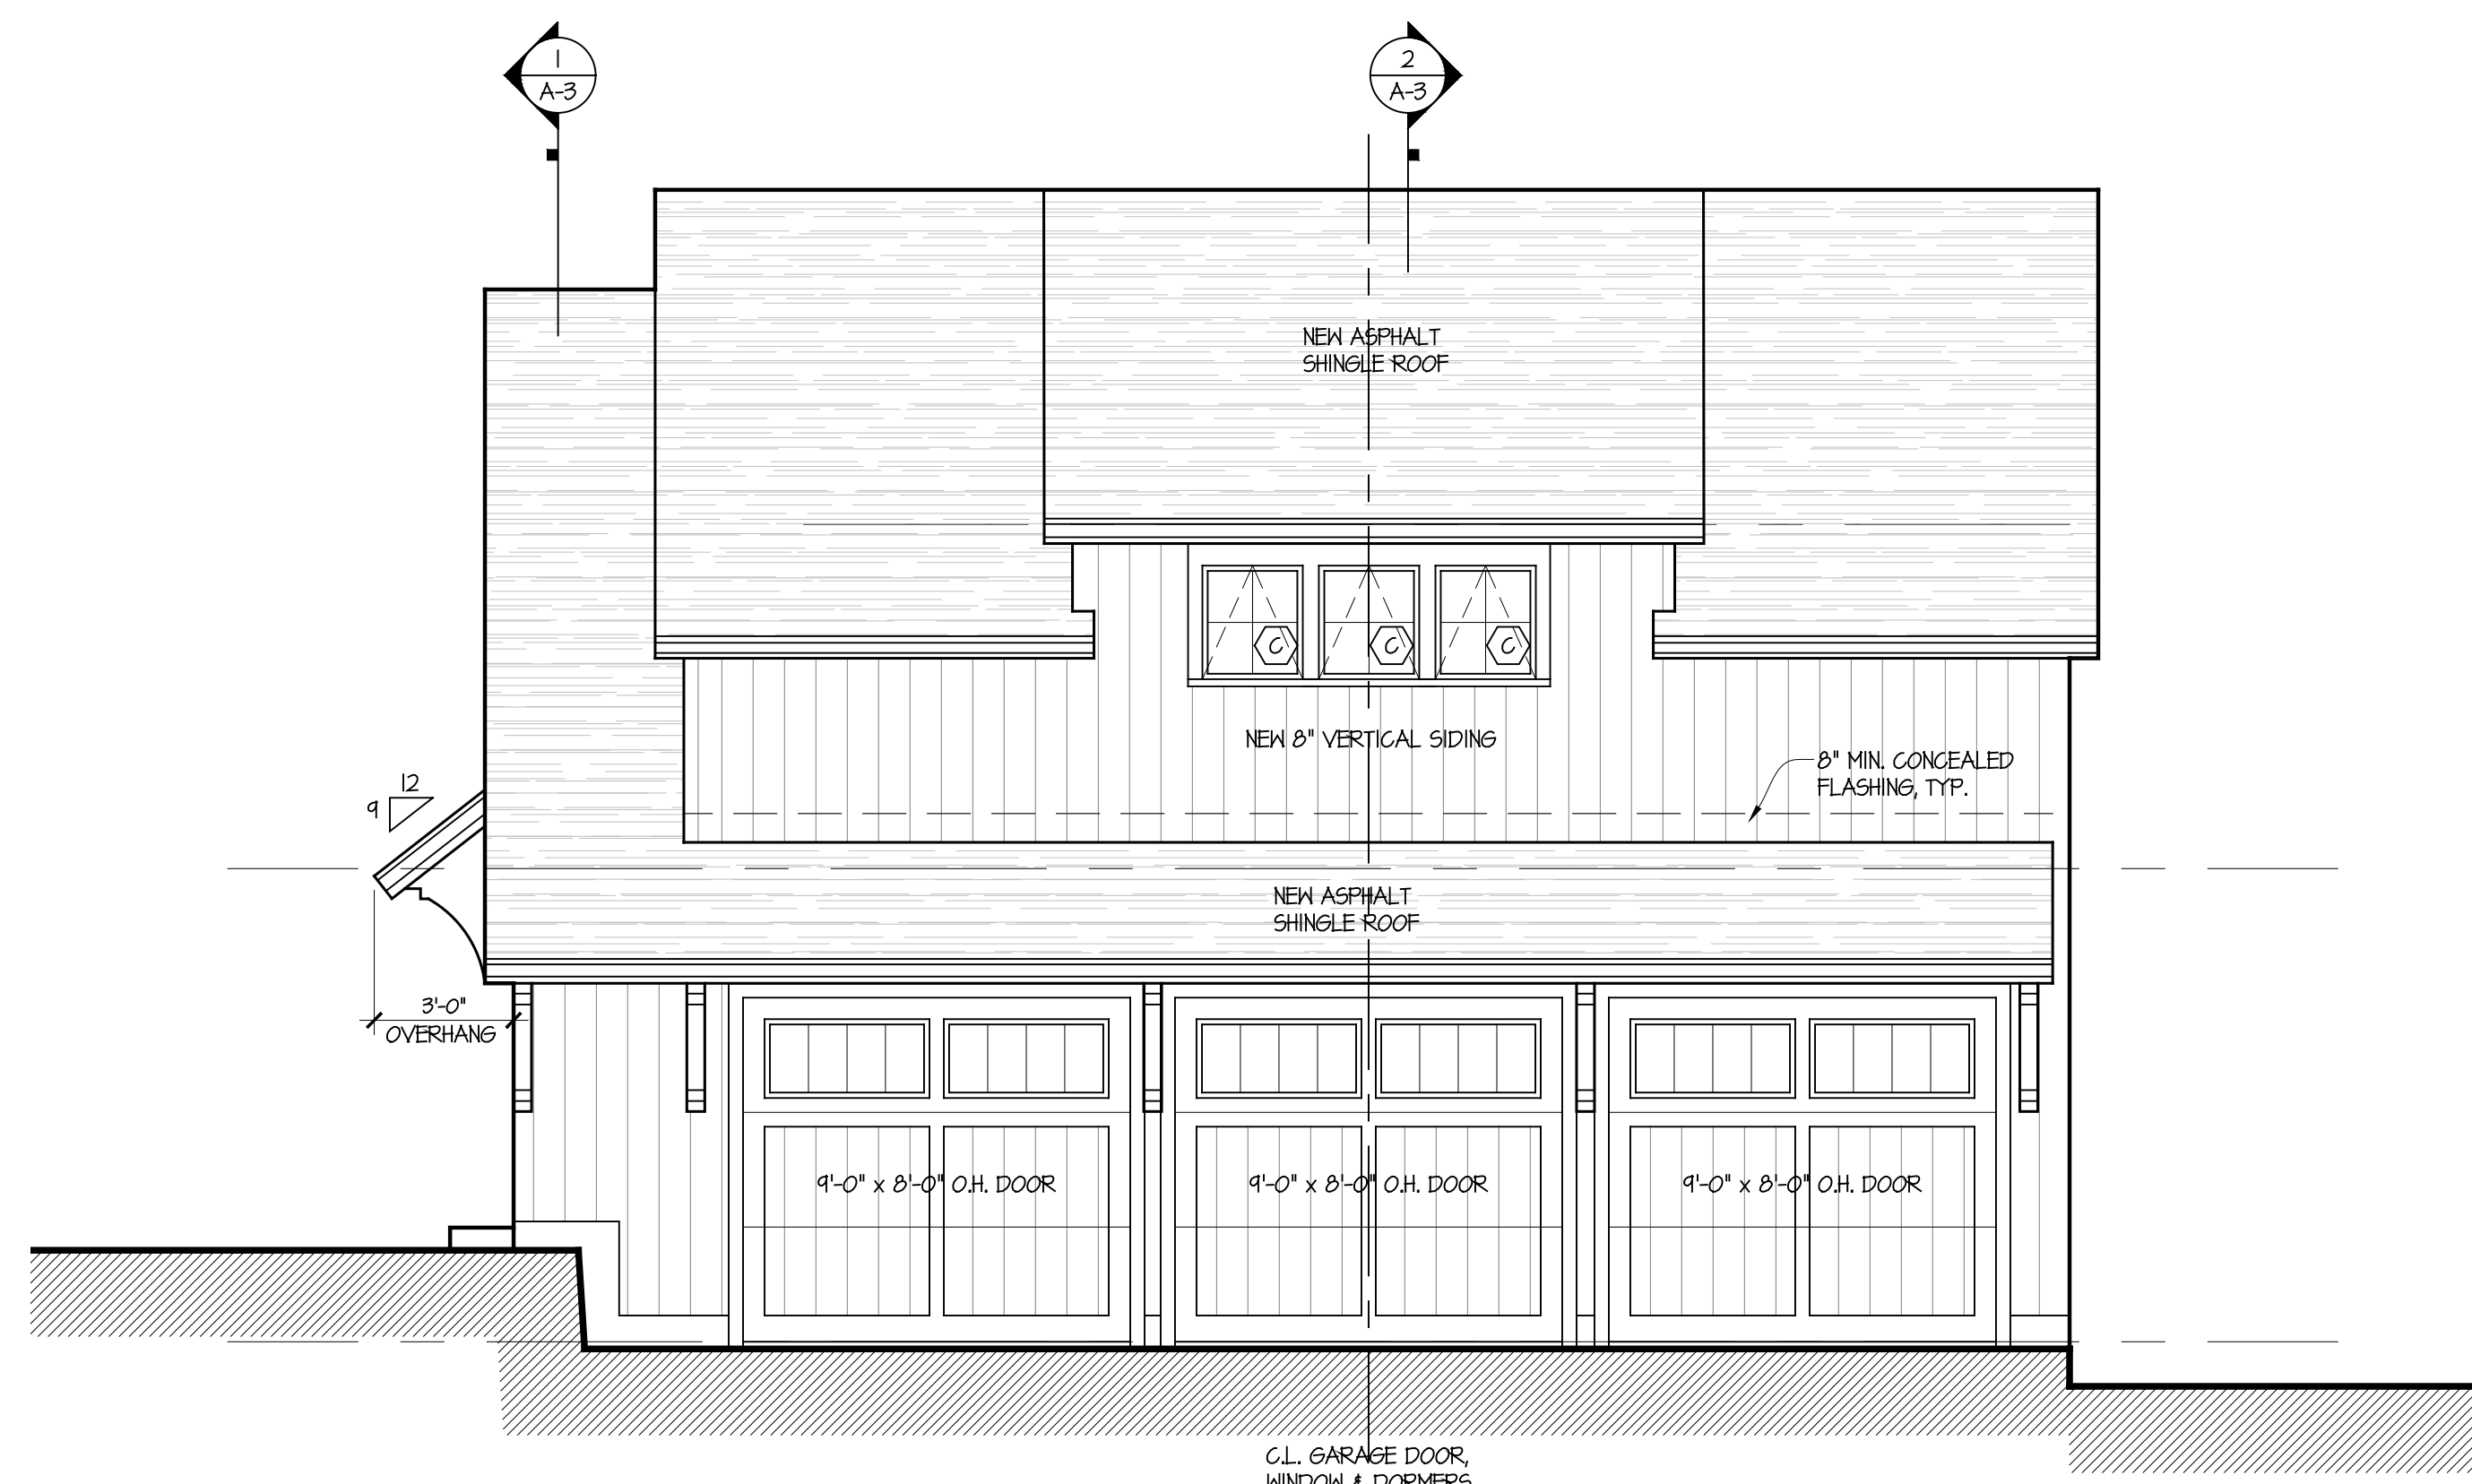 1
A-3
2
A-3
NEW ASPHALT
SHINGLE ROOF
C
C
C
NEW 8" VERTICAL SIDING
8" MIN. CONCEALED
FLASHING, TYP.
12
9
NEW ASPHALT
SHINGLE ROOF
3'-0"
OVERHANG
9'-0" x 8'-0" O.H. DOOR
9'-0" x 8'-0" O.H. DOOR
9'-0" x 8'-0" O.H. DOOR
C.L. GARAGE DOOR,
WINDOW & DORMERS